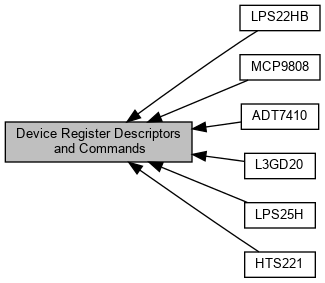 LPS22HB
MCP9808
ADT7410
Device Register Descriptors
and Commands
L3GD20
LPS25H
HTS221